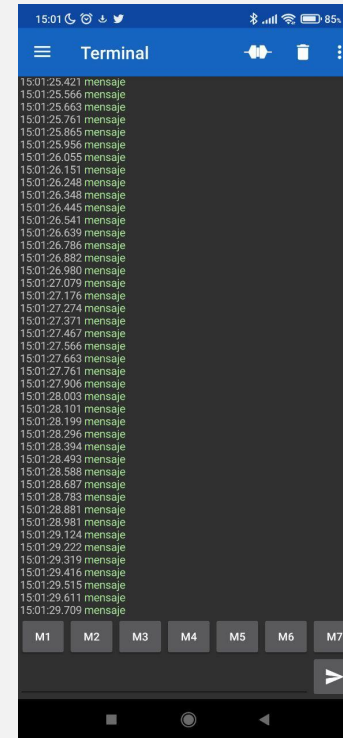 15:01 85%
Terminal
15:01:25.421 mensaje
15:01:25.566 mensaje
15:01:25.663 mensaje
15:01:25.761 mensaje
15:01:25.865 mensaje
15:01:25.956 mensaje
15:01:26.055 mensaje
15:01:26.151 mensaje
15:01:26.248 mensaje
15:01:26.348 mensaje
15:01:26.445 mensaje
15:01:26.541 mensaje
15:01:26.639 mensaje
15:01:26.786 mensaje
15:01:26.882 mensaje
15:01:26.980 mensaje
15:01:27.079 mensaje
15:01:27.176 mensaje
15:01:27.274 mensaje
15:01:27.371 mensaje
15:01:27.467 mensaje
15:01:27.566 mensaje
15:01:27.663 mensaje
15:01:27.761 mensaje
15:01:27.906 mensaje
15:01:28.003 mensaje
15:01:28.101 mensaje
15:01:28.199 mensaje
15:01:28.296 mensaje
15:01:28.394 mensaje
15:01:28.493 mensaje
15:01:28.588 mensaje
15:01:28.687 mensaje
15:01:28.783 mensaje
15:01:28.881 mensaje
15:01:28.981 mensaje
15:01:29.124 mensaje
15:01:29.222 mensaje
15:01:29.319 mensaje
15:01:29.416 mensaje
15:01:29.515 mensaje
15:01:29.611 mensaje
15:01:29.709 mensaje
M1 M2 M3 M4 M5 M6 M7